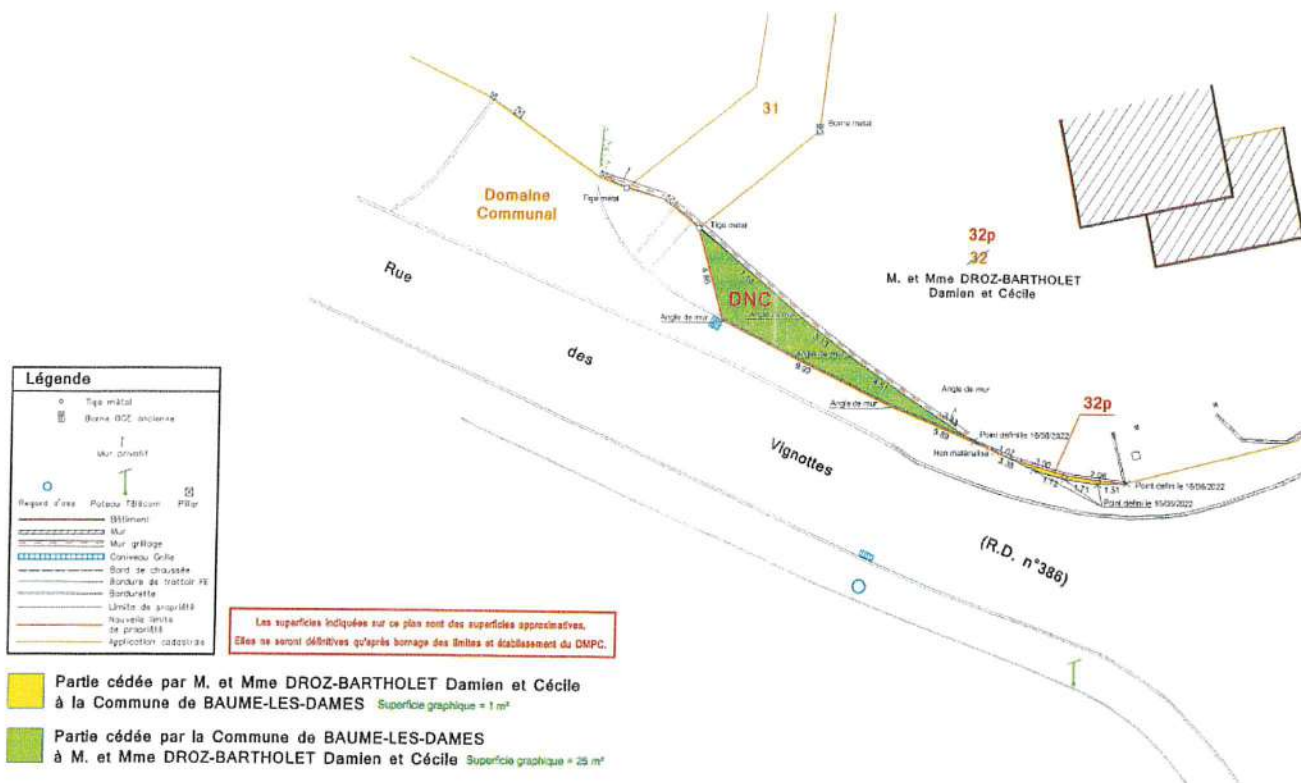 31
Borne métal
Domaine
Communal
Tige métal
Tige métal
32p
32
M. et Mme DROZ-BARTHOLET
Damien et Cécile
Rue
DNC
Angle de mur
des
Angle de mur
Angle de mur
32p
Point défini le 16/06/2022
Non matérialisé
Vignottes
Point défini le 16/06/2022
Point défini le 16/06/2022
(R.D. n°386)
Légende
Tige métal
Borne OGE ancienne
Mur privatif
Regard d'eau
Poteau Télécom
Pilier
Bâtiment
Mur
Mur grillage
Caniveau Grille
Bord de chaussée
Bordure de trottoir FE
Bordurette
Limite de propriété
Nouvelle limite
de propriété
Application cadastrale
Les superficies indiquées sur ce plan sont des superficies approximatives.
Elles ne seront définitives qu'après bornage des limites et établissement du DMPC.
Partie cédée par M. et Mme DROZ-BARTHOLET Damien et Cécile
à la Commune de BAUME-LES-DAMES Superficie graphique = 1 m²
Partie cédée par la Commune de BAUME-LES-DAMES
à M. et Mme DROZ-BARTHOLET Damien et Cécile Superficie graphique = 25 m²